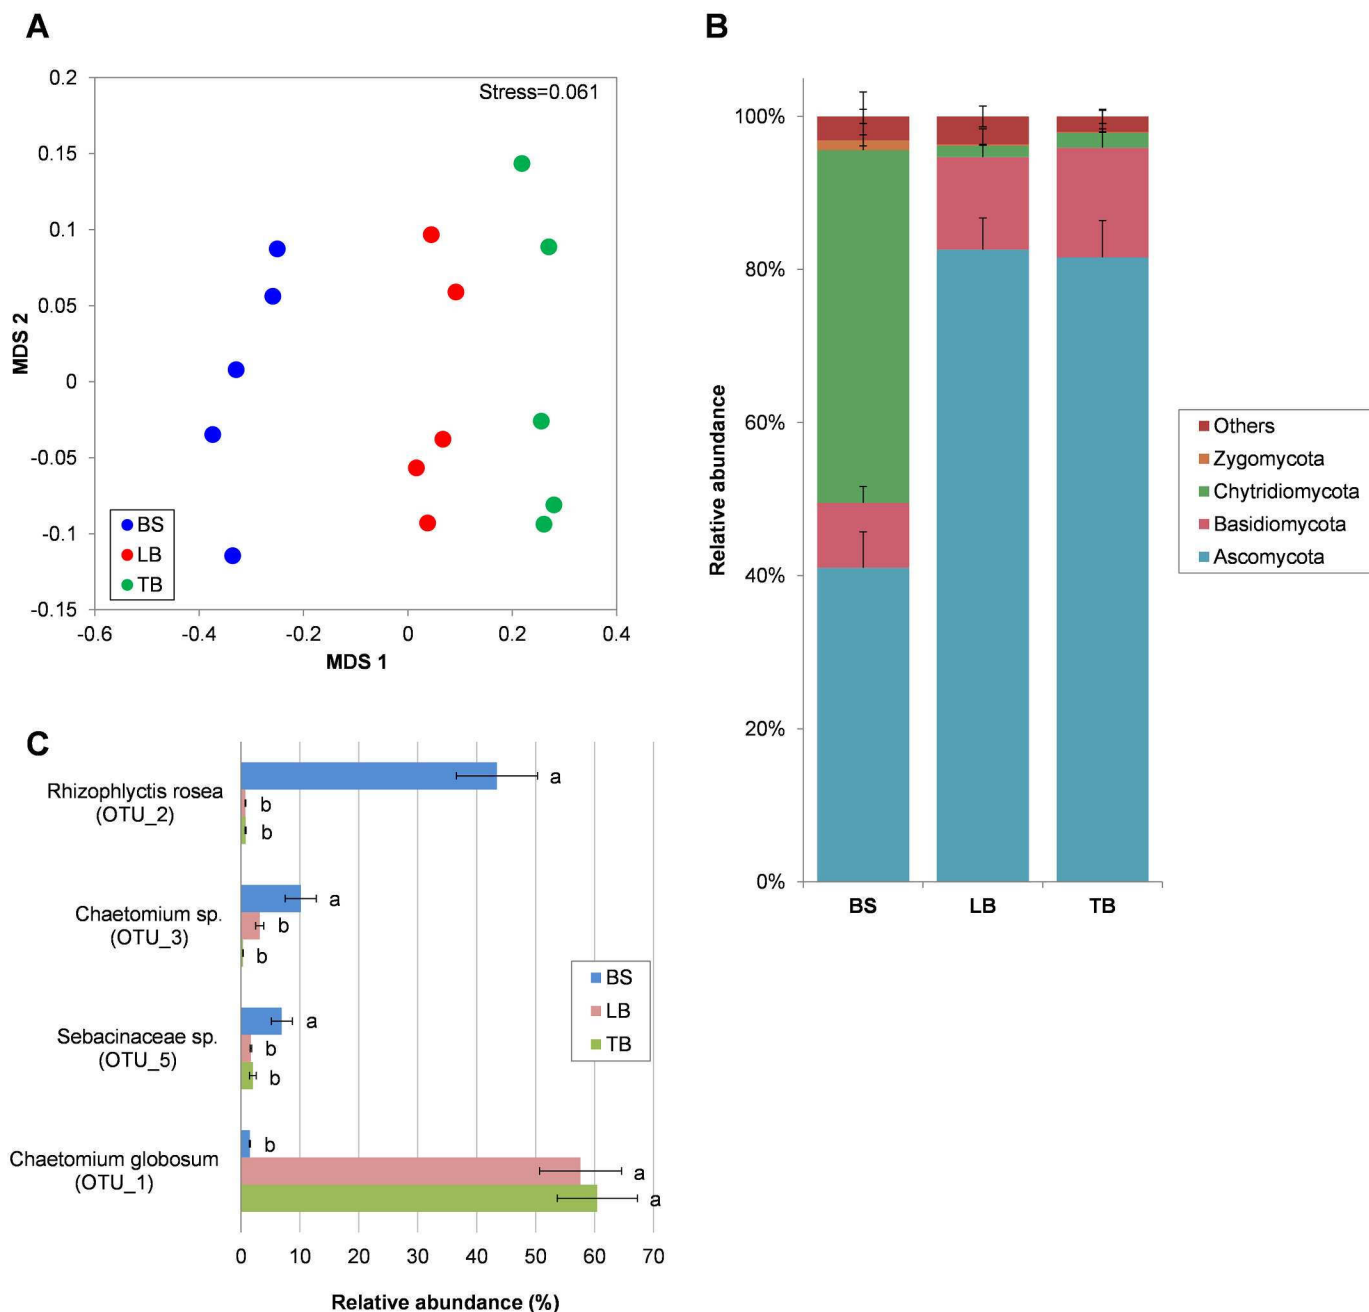 A
Stress=0.061
0.2
0.15
0.1
0.05
0
-0.05
-0.1
-0.15
MDS 2
BS
LB
TB
-0.6
-0.4
-0.2
0
0.2
0.4
MDS 1
B
100%
80%
60%
40%
20%
0%
Relative abundance
BS
LB
TB
Others
Zygomycota
Chytridiomycota
Basidiomycota
Ascomycota
C
Rhizophlyctis rosea
(OTU_2)
a
b
b
Chaetomium sp.
(OTU_3)
a
b
b
Sebacinaceae sp.
(OTU_5)
a
b
b
Chaetomium globosum
(OTU_1)
b
a
a
BS
LB
TB
0 10 20 30 40 50 60 70
Relative abundance (%)